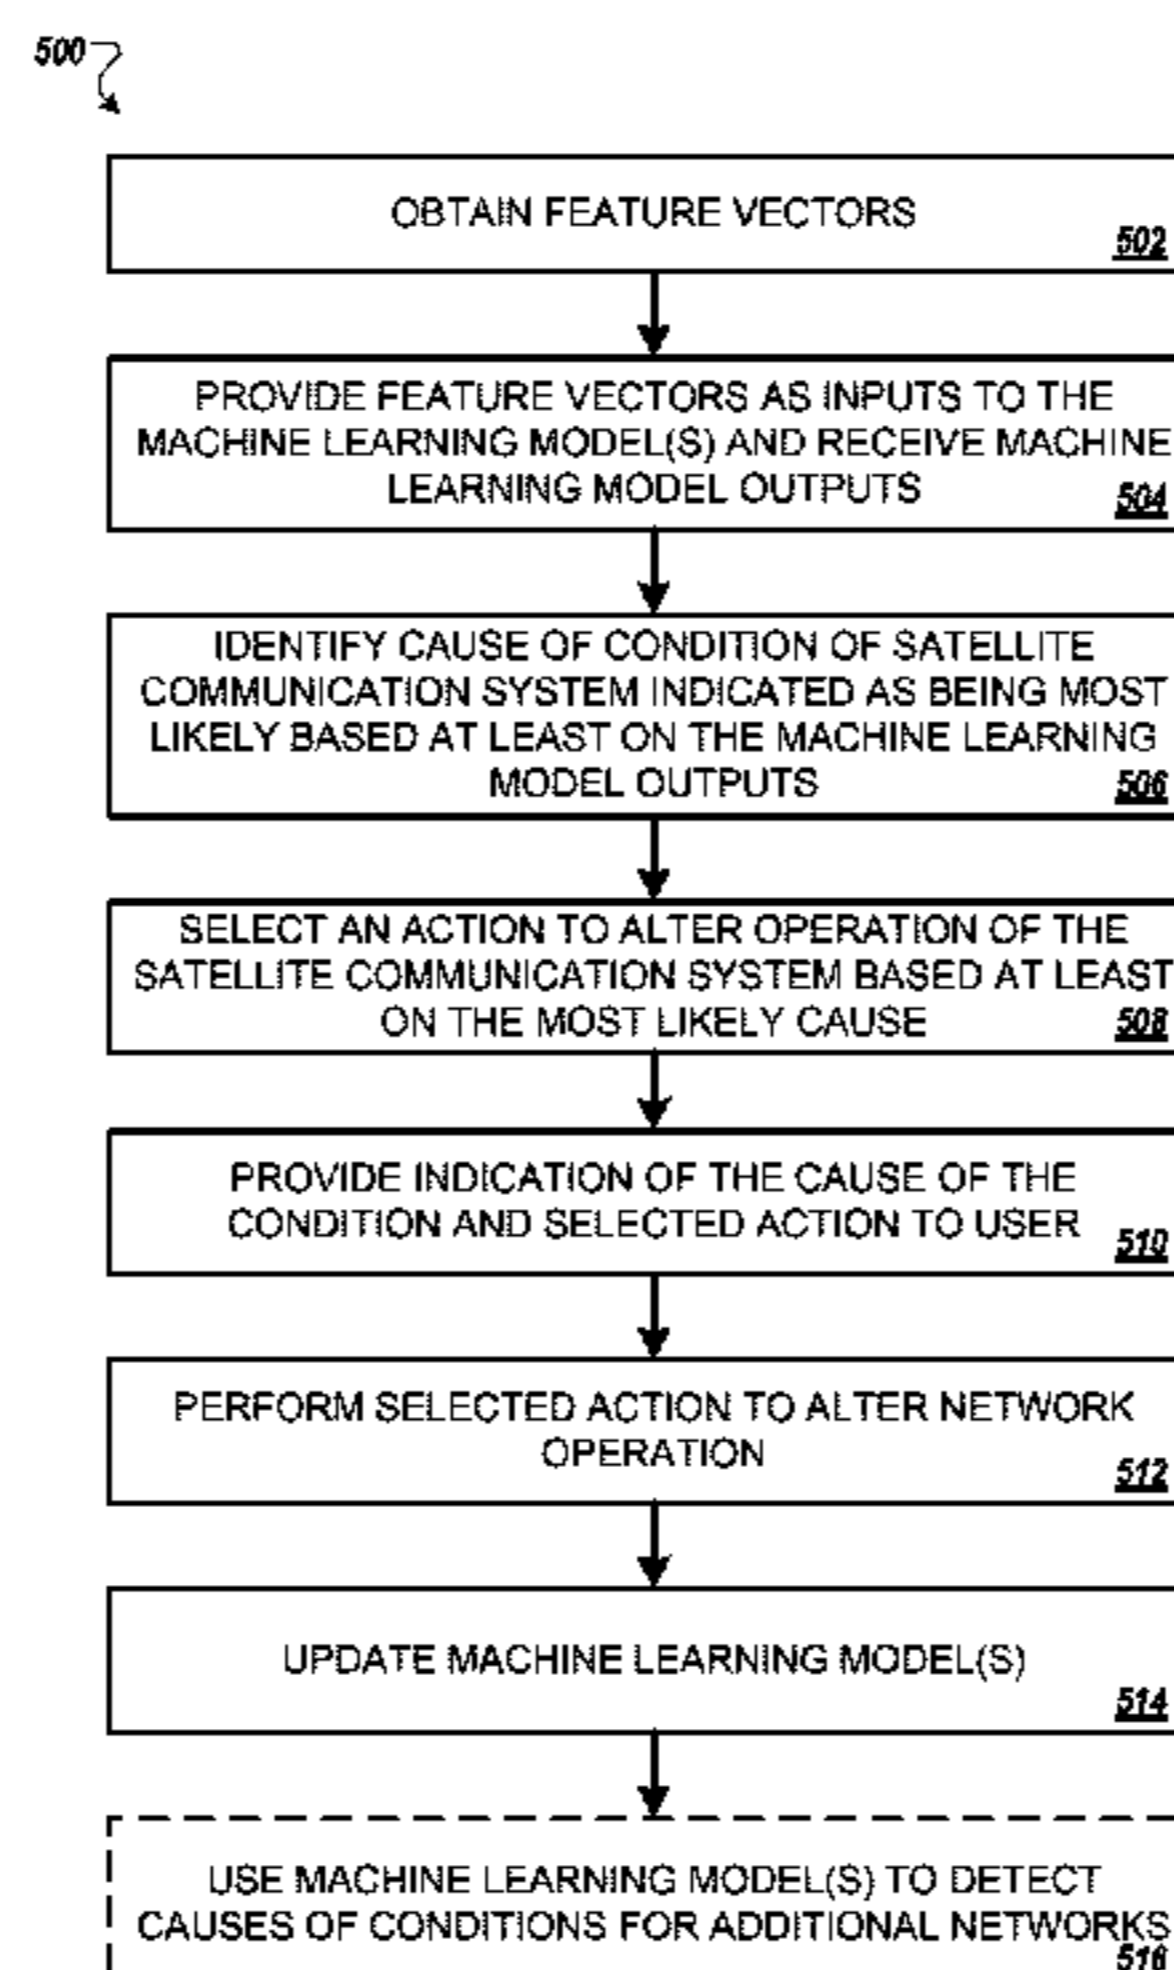 500
OBTAIN FEATURE VECTORS
502
PROVIDE FEATURE VECTORS AS INPUTS TO THE
MACHINE LEARNING MODEL(S) AND RECEIVE MACHINE
LEARNING MODEL OUTPUTS
504
IDENTIFY CAUSE OF CONDITION OF SATELLITE
COMMUNICATION SYSTEM INDICATED AS BEING MOST
LIKELY BASED AT LEAST ON THE MACHINE LEARNING
MODEL OUTPUTS
506
SELECT AN ACTION TO ALTER OPERATION OF THE
SATELLITE COMMUNICATION SYSTEM BASED AT LEAST
ON THE MOST LIKELY CAUSE
508
PROVIDE INDICATION OF THE CAUSE OF THE
CONDITION AND SELECTED ACTION TO USER
510
PERFORM SELECTED ACTION TO ALTER NETWORK
OPERATION
512
UPDATE MACHINE LEARNING MODEL(S)
514
USE MACHINE LEARNING MODEL(S) TO DETECT
CAUSES OF CONDITIONS FOR ADDITIONAL NETWORKS
516